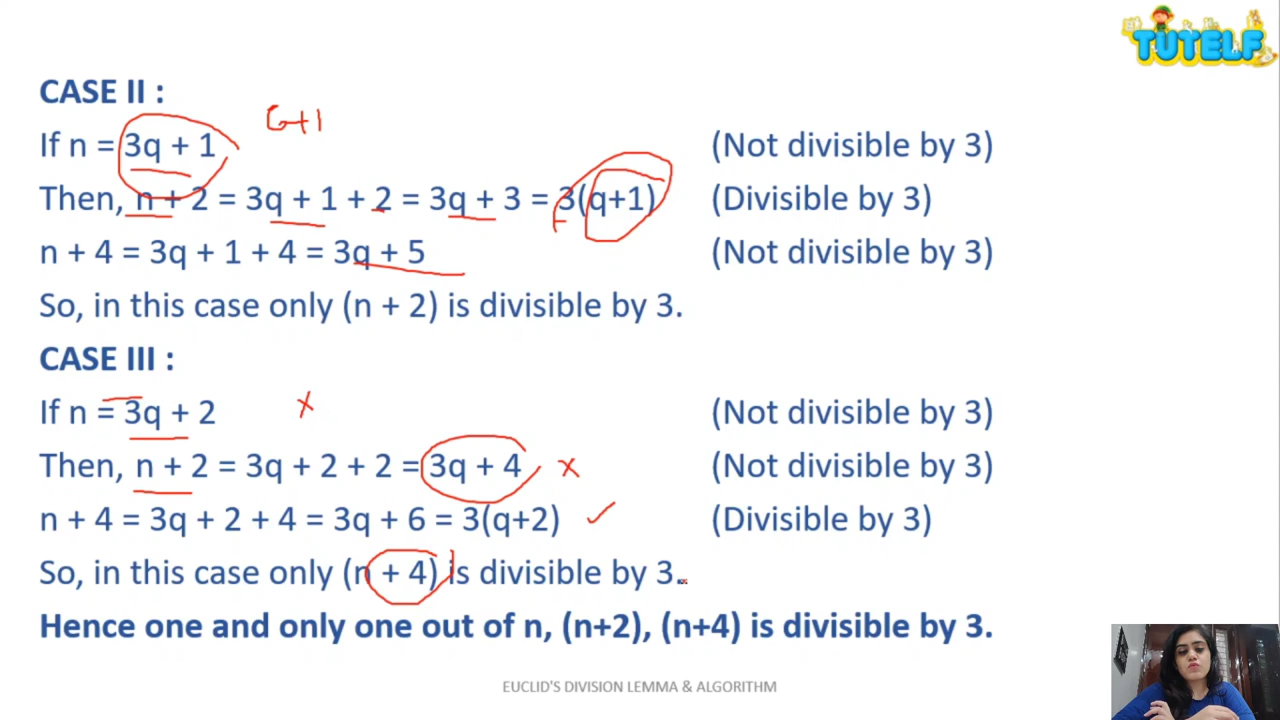 TUTELF
CASE II :
6+1
If n = 3q + 1 (Not divisible by 3)
Then, n + 2 = 3q + 1 + 2 = 3q + 3 = 3(q+1) (Divisible by 3)
n + 4 = 3q + 1 + 4 = 3q + 5 (Not divisible by 3)
So, in this case only (n + 2) is divisible by 3.
CASE III :
If n = 3q + 2 (Not divisible by 3)
Then, n + 2 = 3q + 2 + 2 = 3q + 4 (Not divisible by 3)
n + 4 = 3q + 2 + 4 = 3q + 6 = 3(q+2) (Divisible by 3)
So, in this case only (n + 4) is divisible by 3.
Hence one and only one out of n, (n+2), (n+4) is divisible by 3.
EUCLID'S DIVISION LEMMA & ALGORITHM